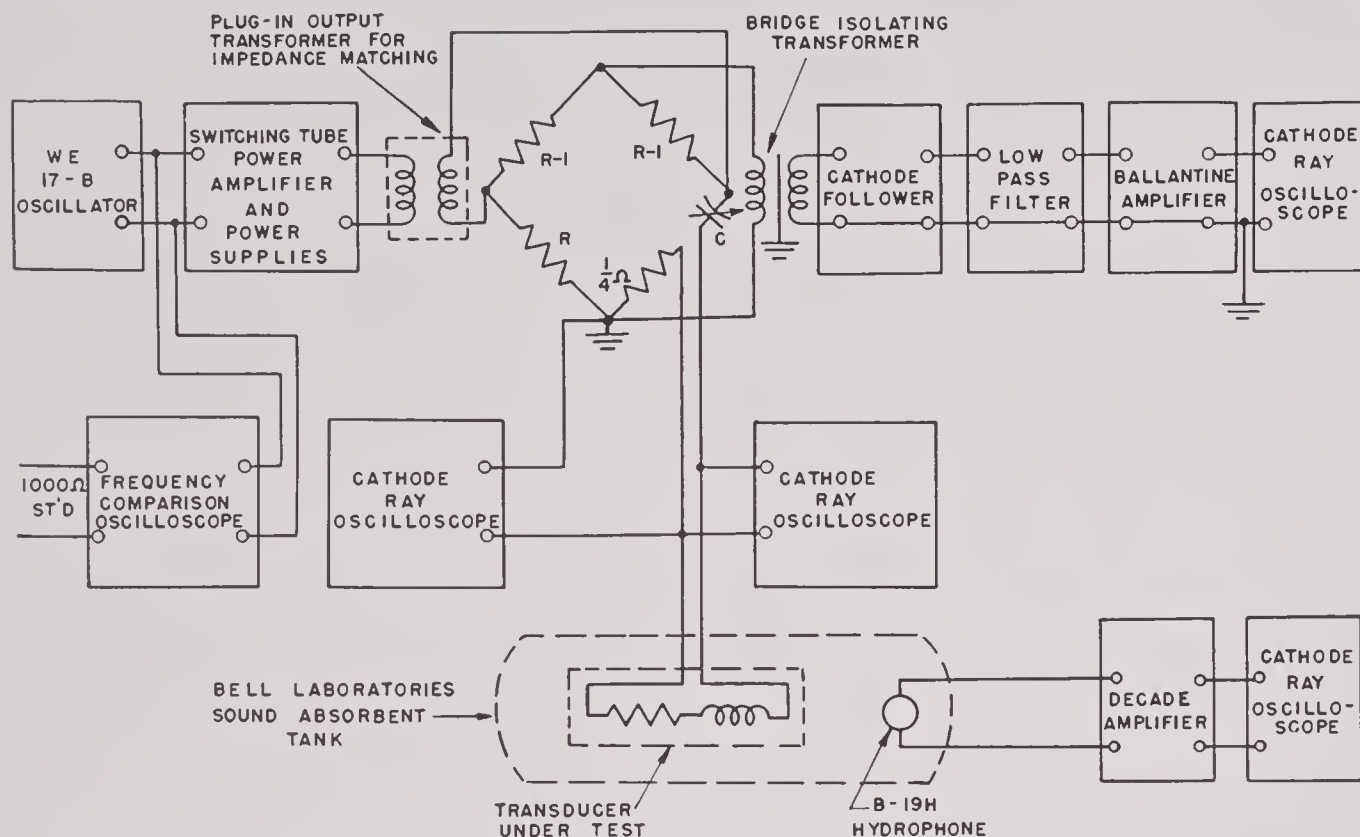 PLUG-IN OUTPUT
TRANSFORMER FOR
IMPEDANCE MATCHING
BRIDGE ISOLATING
TRANSFORMER
WE
17-B
OSCILLATOR
SWITCHING TUBE
POWER
AMPLIFIER
AND
POWER
SUPPLIES
R-1
R-1
R
1/4 Ω
C
CATHODE
FOLLOWER
LOW
PASS
FILTER
BALLANTINE
AMPLIFIER
CATHODE
RAY
OSCILLO-
SCOPE
1000Ω
ST'D
FREQUENCY
COMPARISON
OSCILLOSCOPE
CATHODE
RAY
OSCILLOSCOPE
CATHODE
RAY
OSCILLOSCOPE
BELL LABORATORIES
SOUND ABSORBENT
TANK
TRANSDUCER
UNDER TEST
B-19H
HYDROPHONE
DECADE
AMPLIFIER
CATHODE
RAY
OSCILLO-
SCOPE